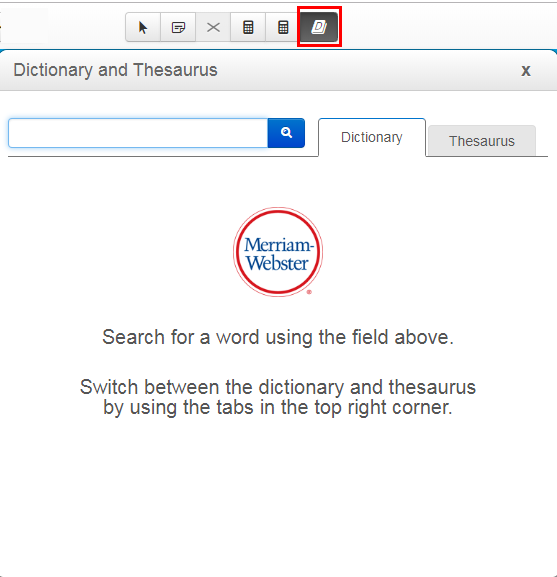 Dictionary and Thesaurus x
Dictionary
Thesaurus
Merriam-
Webster
®
Search for a word using the field above.
Switch between the dictionary and thesaurus
by using the tabs in the top right corner.